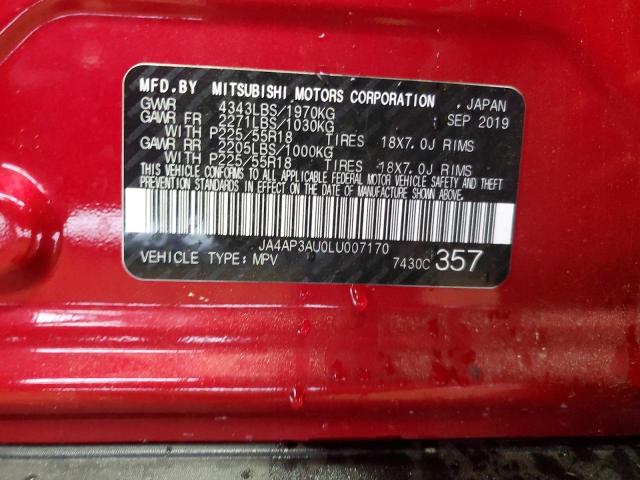 MFD.BY MITSUBISHI MOTORS CORPORATION , JAPAN
GVWR 4343LBS/1970KG SEP 2019
GAWR FR 2271LBS/1030KG
WITH P225/55R18 TIRES 18X7.0J RIMS
GAWR RR 2205LBS/1000KG
WITH P225/55R18 TIRES 18X7.0J RIMS
THIS VEHICLE CONFORMS TO ALL APPLICABLE FEDERAL MOTOR VEHICLE SAFETY AND THEFT
PREVENTION STANDARDS IN EFFECT ON THE DATE OF MANUFACTURE SHOWN ABOVE.
JA4AP3AU0LU007170
VEHICLE TYPE: MPV 7430C 357